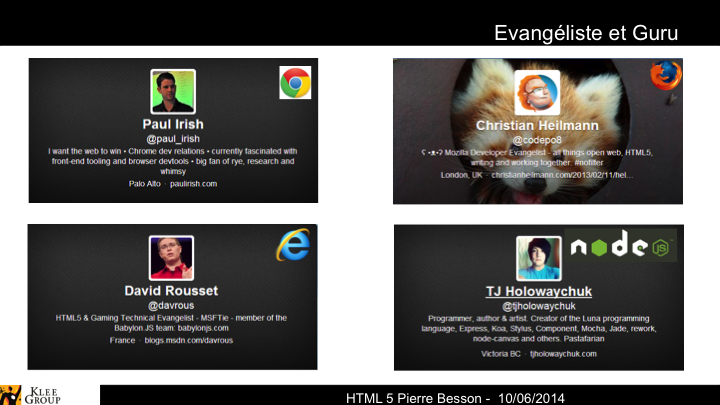 Evangéliste et Guru
Paul Irish
@paul_irish
I want the web to win • Chrome dev relations • currently fascinated with
front-end tooling and browser devtools • big fan of rye, research and
whimsy
Palo Alto · paulirish.com
Christian Heilmann
@codepo8
ʕ •ᴥ•ʔ Mozilla Developer Evangelist - all things open web, HTML5,
writing and working together. #nofilter
London, UK · christianheilmann.com/2013/02/11/hel…
David Rousset
@davrous
HTML5 & Gaming Technical Evangelist - MSFTie - member of the
Babylon.JS team: babylonjs.com
France · blogs.msdn.com/davrous
node
JS
TJ Holowaychuk
@tjholowaychuk
Programmer, author & artist. Creator of the Luna programming
language, Express, Koa, Stylus, Component, Mocha, Jade, rework,
node-canvas and others. Pastafarian
Victoria BC · tjholowaychuk.com
KLEE
GROUP
HTML 5 Pierre Besson - 10/06/2014